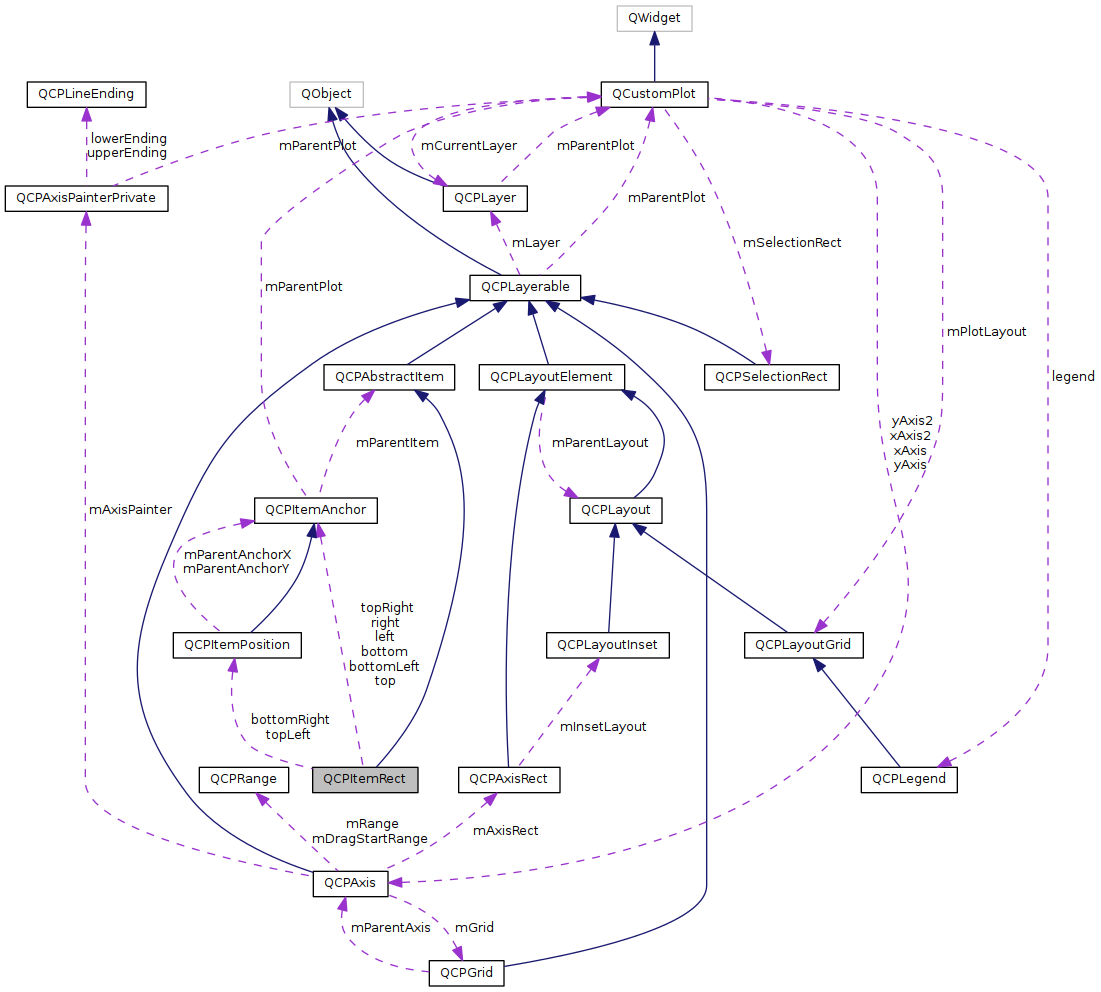 QWidget
QCPLineEnding
QObject
QCustomPlot
lowerEnding
upperEnding
mParentPlot
mCurrentLayer
mParentPlot
QCPAxisPainterPrivate
QCPLayer
mParentPlot
mLayer
mSelectionRect
mParentPlot
QCPLayerable
mPlotLayout
QCPAbstractItem
QCPLayoutElement
QCPSelectionRect
legend
yAxis2
xAxis2
xAxis
yAxis
mParentItem
mParentLayout
mAxisPainter
QCPItemAnchor
QCPLayout
mParentAnchorX
mParentAnchorY
topRight
right
left
bottom
bottomLeft
top
QCPItemPosition
QCPLayoutInset
QCPLayoutGrid
bottomRight
topLeft
mInsetLayout
QCPRange
QCPItemRect
QCPAxisRect
QCPLegend
mRange
mDragStartRange
mAxisRect
QCPAxis
mParentAxis
mGrid
QCPGrid